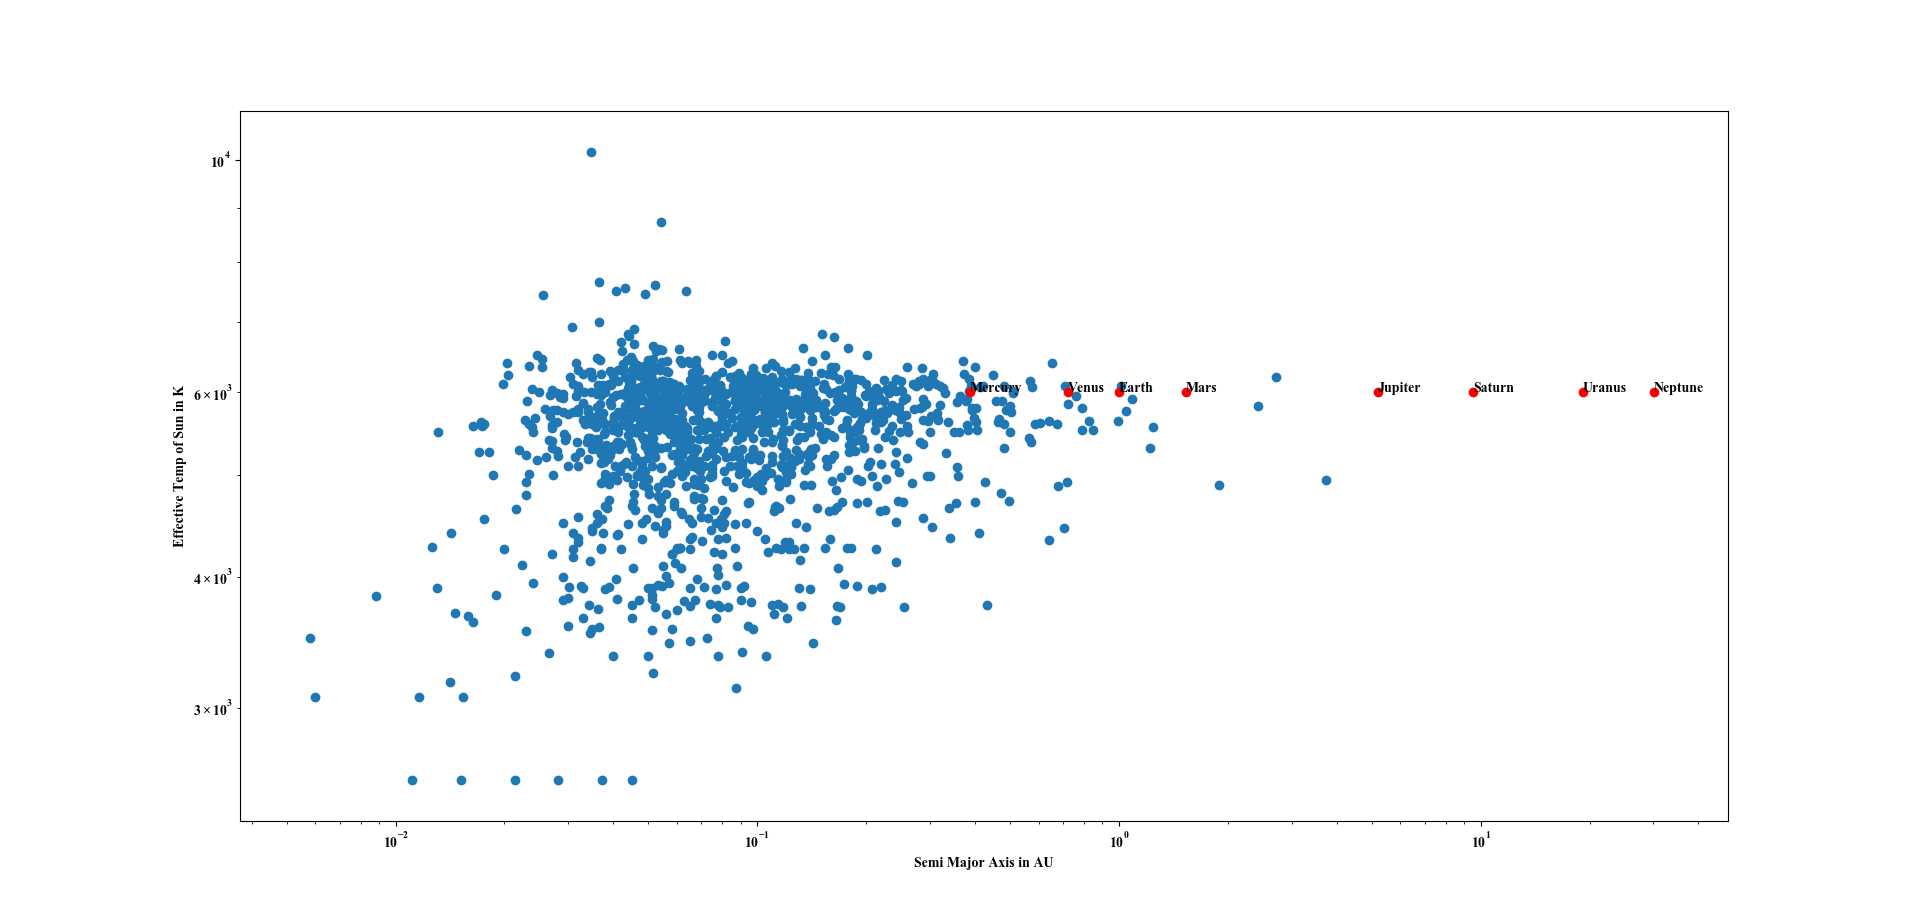 10⁴
6 × 10³
4 × 10³
3 × 10³
Effective Temp of Sun in K
Mercury Venus Earth Mars Jupiter Saturn Uranus Neptune
10⁻² 10⁻¹ 10⁰ 10¹
Semi Major Axis in AU